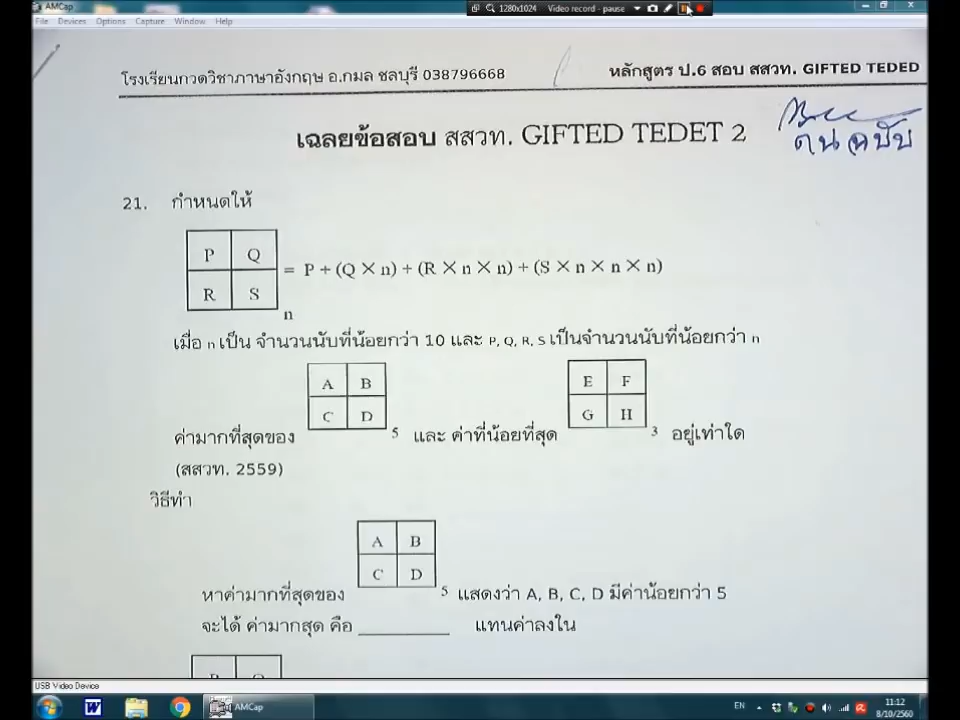 AMCap
1280x1024 Video record - pause
File Devices Options Capture Window Help
โรงเรียนกวดวิชาภาษาอังกฤษ อ.กมล ชลบุรี 038796668
หลักสูตร ป.6 สอบ สสวท. GIFTED TEDED
เฉลยข้อสอบ สสวท. GIFTED TEDET 2
ต้นฉบับ
21. กำหนดให้
P Q
= P + (Q × n) + (R × n × n) + (S × n × n × n)
R S
n
เมื่อ n เป็น จำนวนนับที่น้อยกว่า 10 และ P, Q, R, S เป็นจำนวนนับที่น้อยกว่า n
A B E F
C D G H
ค่ามากที่สุดของ 5 และ ค่าที่น้อยที่สุด 3 อยู่เท่าใด
(สสวท. 2559)
วิธีทำ
A B
C D
หาค่ามากที่สุดของ 5 แสดงว่า A, B, C, D มีค่าน้อยกว่า 5
จะได้ ค่ามากสุด คือ __________ แทนค่าลงใน
P Q
USB Video Device
AMCap
EN
11:12
8/10/2560